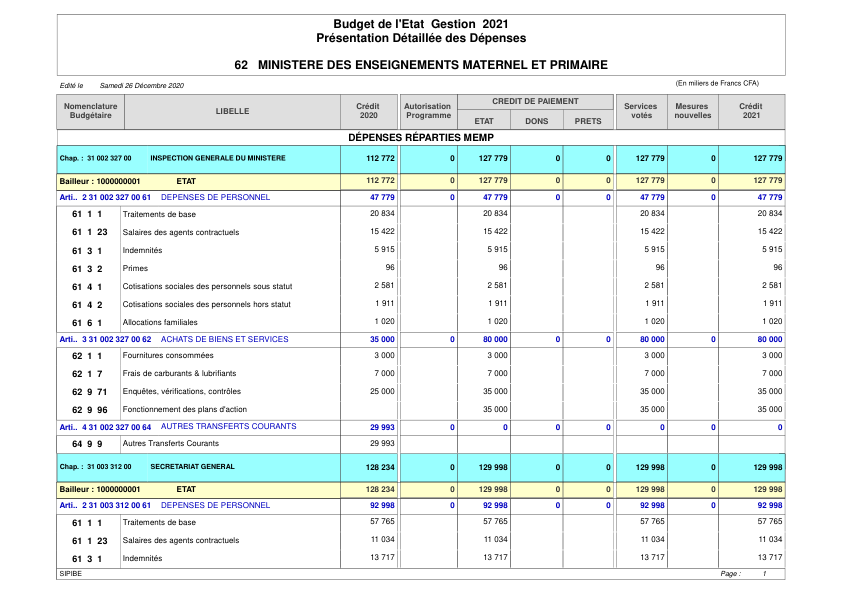 Budget de l'Etat Gestion 2021
Présentation Détaillée des Dépenses
62 MINISTERE DES ENSEIGNEMENTS MATERNEL ET PRIMAIRE
Edité le Samedi 26 Décembre 2020 (En miliers de Francs CFA)
Nomenclature Budgétaire LIBELLE Crédit 2020 Autorisation Programme CREDIT DE PAIEMENT ETAT DONS PRETS Services votés Mesures nouvelles Crédit 2021
DÉPENSES RÉPARTIES MEMP
Chap. : 31 002 327 00 INSPECTION GENERALE DU MINISTERE 112 772 0 127 779 0 0 127 779 0 127 779
Bailleur : 1000000001 ETAT 112 772 0 127 779 0 0 127 779 0 127 779
Arti.. 2 31 002 327 00 61 DEPENSES DE PERSONNEL 47 779 0 47 779 0 0 47 779 0 47 779
61 1 1 Traitements de base 20 834 20 834 20 834 20 834
61 1 23 Salaires des agents contractuels 15 422 15 422 15 422 15 422
61 3 1 Indemnités 5 915 5 915 5 915 5 915
61 3 2 Primes 96 96 96 96
61 4 1 Cotisations sociales des personnels sous statut 2 581 2 581 2 581 2 581
61 4 2 Cotisations sociales des personnels hors statut 1 911 1 911 1 911 1 911
61 6 1 Allocations familiales 1 020 1 020 1 020 1 020
Arti.. 3 31 002 327 00 62 ACHATS DE BIENS ET SERVICES 35 000 0 80 000 0 0 80 000 0 80 000
62 1 1 Fournitures consommées 3 000 3 000 3 000 3 000
62 1 7 Frais de carburants & lubrifiants 7 000 7 000 7 000 7 000
62 9 71 Enquêtes, vérifications, contrôles 25 000 35 000 35 000 35 000
62 9 96 Fonctionnement des plans d'action 35 000 35 000 35 000
Arti.. 4 31 002 327 00 64 AUTRES TRANSFERTS COURANTS 29 993 0 0 0 0 0 0 0
64 9 9 Autres Transferts Courants 29 993
Chap. : 31 003 312 00 SECRETARIAT GENERAL 128 234 0 129 998 0 0 129 998 0 129 998
Bailleur : 1000000001 ETAT 128 234 0 129 998 0 0 129 998 0 129 998
Arti.. 2 31 003 312 00 61 DEPENSES DE PERSONNEL 92 998 0 92 998 0 0 92 998 0 92 998
61 1 1 Traitements de base 57 765 57 765 57 765 57 765
61 1 23 Salaires des agents contractuels 11 034 11 034 11 034 11 034
61 3 1 Indemnités 13 717 13 717 13 717 13 717
SIPIBE Page : 1